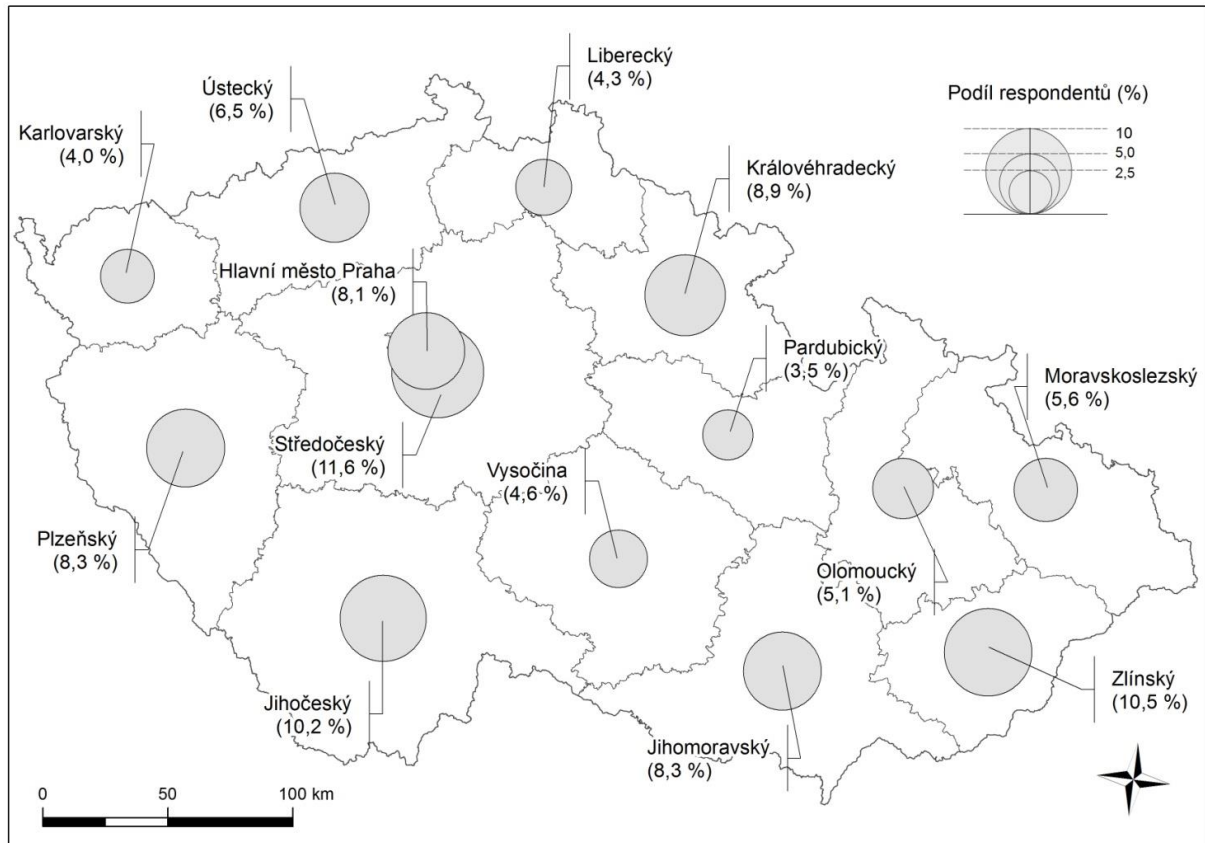 Liberecký
(4,3 %)
Ústecký
(6,5 %)
Podíl respondentů (%)
10
5,0
2,5
Karlovarský
(4,0 %)
Královéhradecký
(8,9 %)
Hlavní město Praha
(8,1 %)
Pardubický
(3,5 %)
Moravskoslezský
(5,6 %)
Středočeský
(11,6 %)
Vysočina
(4,6 %)
Plzeňský
(8,3 %)
Olomoucký
(5,1 %)
Zlínský
(10,5 %)
Jihočeský
(10,2 %)
Jihomoravský
(8,3 %)
0 50 100 km